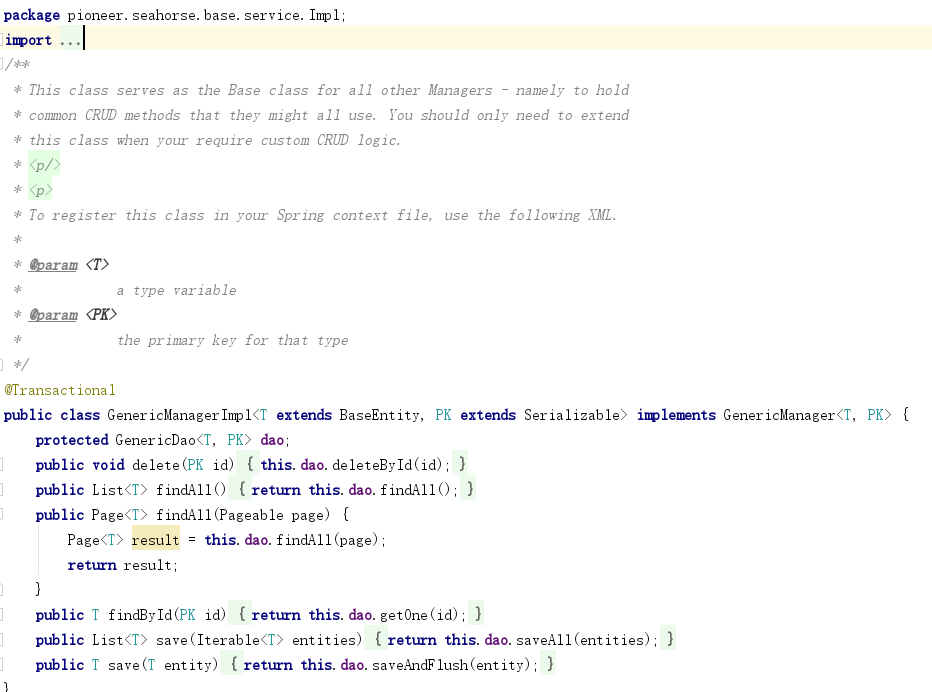 package pioneer.seahorse.base.service.Impl;
import ...
/**
 * This class serves as the Base class for all other Managers - namely to hold
 * common CRUD methods that they might all use. You should only need to extend
 * this class when your require custom CRUD logic.
 * <p/>
 * <p>
 * To register this class in your Spring context file, use the following XML.
 *
 * @param <T>
 *            a type variable
 * @param <PK>
 *            the primary key for that type
 */
@Transactional
public class GenericManagerImpl<T extends BaseEntity, PK extends Serializable> implements GenericManager<T, PK> {
    protected GenericDao<T, PK> dao;
    public void delete(PK id) { this.dao.deleteById(id); }
    public List<T> findAll() { return this.dao.findAll(); }
    public Page<T> findAll(Pageable page) {
        Page<T> result = this.dao.findAll(page);
        return result;
    }
    public T findById(PK id) { return this.dao.getOne(id); }
    public List<T> save(Iterable<T> entities) { return this.dao.saveAll(entities); }
    public T save(T entity) { return this.dao.saveAndFlush(entity); }
}